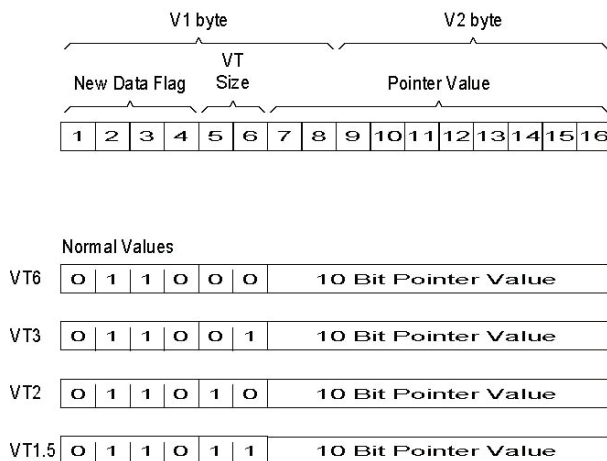 V1 byte V2 byte
VT
New Data Flag Size Pointer Value
1 2 3 4 5 6 7 8 9 10 11 12 13 14 15 16
Normal Values
VT6 0 1 1 0 0 0 10 Bit Pointer Value
VT3 0 1 1 0 0 1 10 Bit Pointer Value
VT2 0 1 1 0 1 0 10 Bit Pointer Value
VT1.5 0 1 1 0 1 1 10 Bit Pointer Value